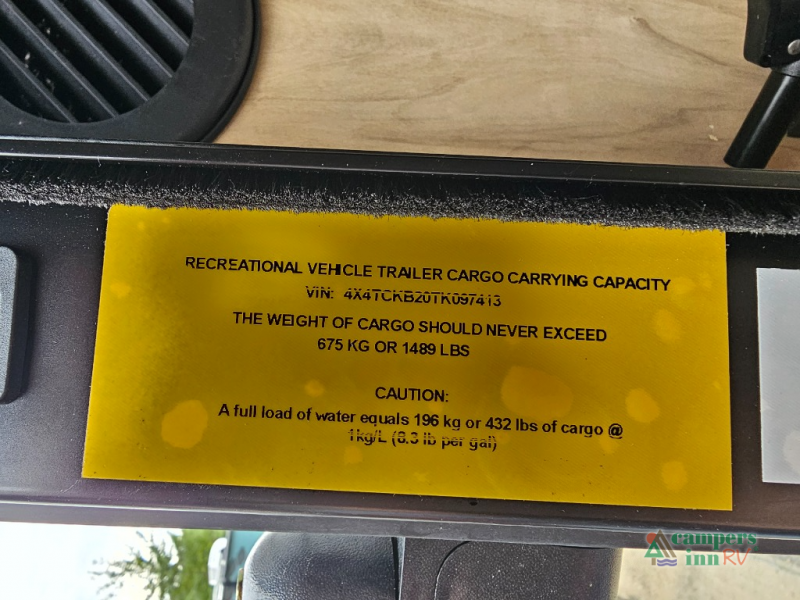 RECREATIONAL VEHICLE TRAILER CARGO CARRYING CAPACITY
VIN: 4X4TCKB20TK097413
THE WEIGHT OF CARGO SHOULD NEVER EXCEED
675 KG OR 1489 LBS
CAUTION:
A full load of water equals 196 kg or 432 lbs of cargo @
1kg/L (8.3 lb per gal)
campers
inn RV